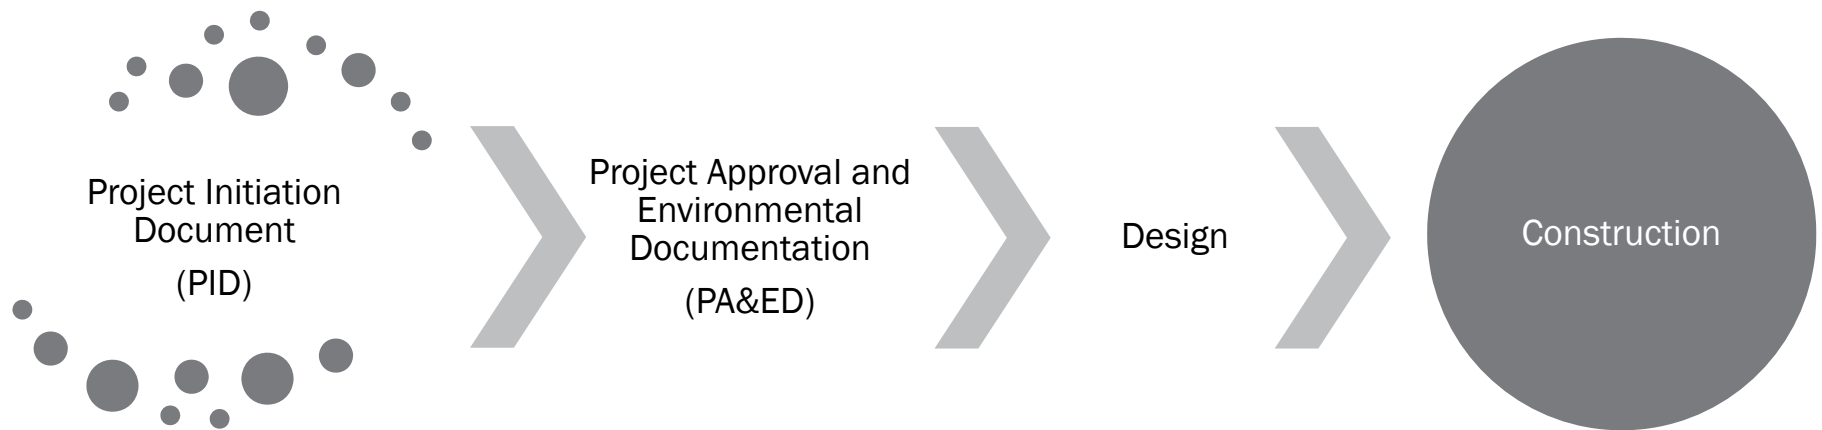 Project Initiation
Document
(PID)
Project Approval and
Environmental
Documentation
(PA&ED)
Design
Construction